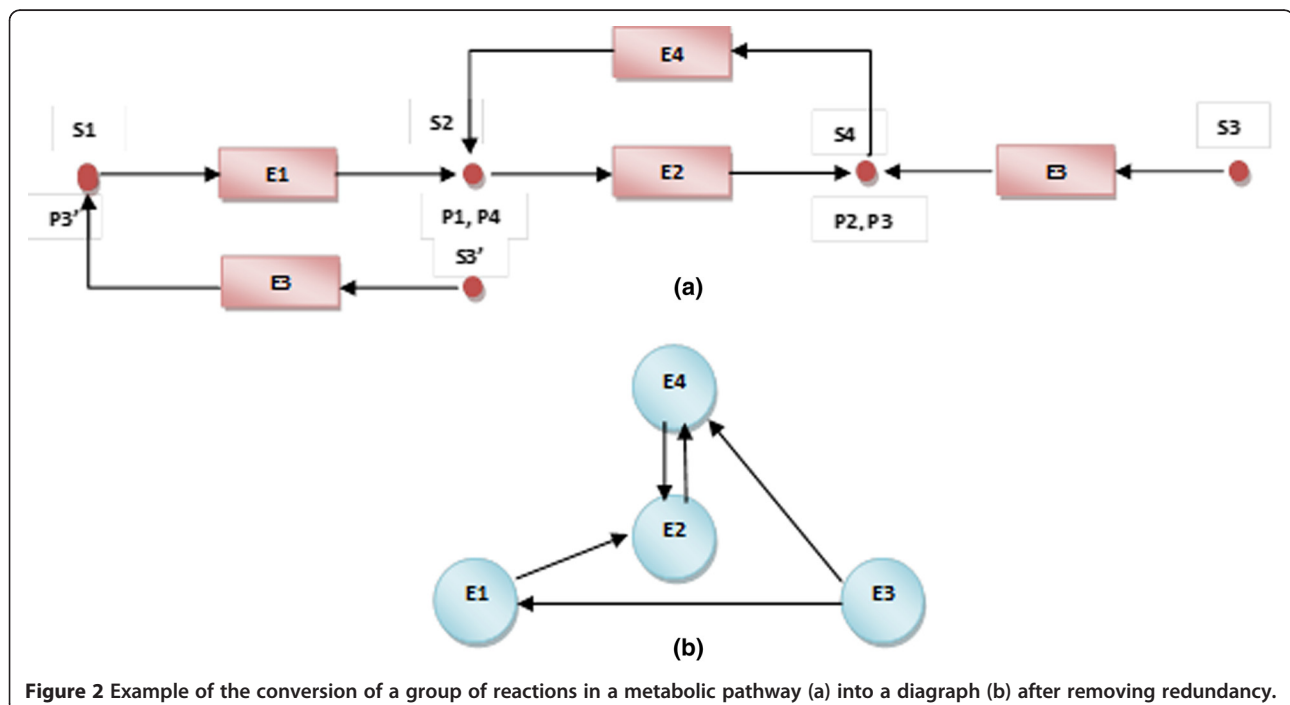 E4
S1
S2
S4
S3
E1
E2
E3
P3’
P1, P4
P2, P3
S3’
E3
(a)
E4
E2
E1
E3
(b)
Figure 2 Example of the conversion of a group of reactions in a metabolic pathway (a) into a diagraph (b) after removing redundancy.